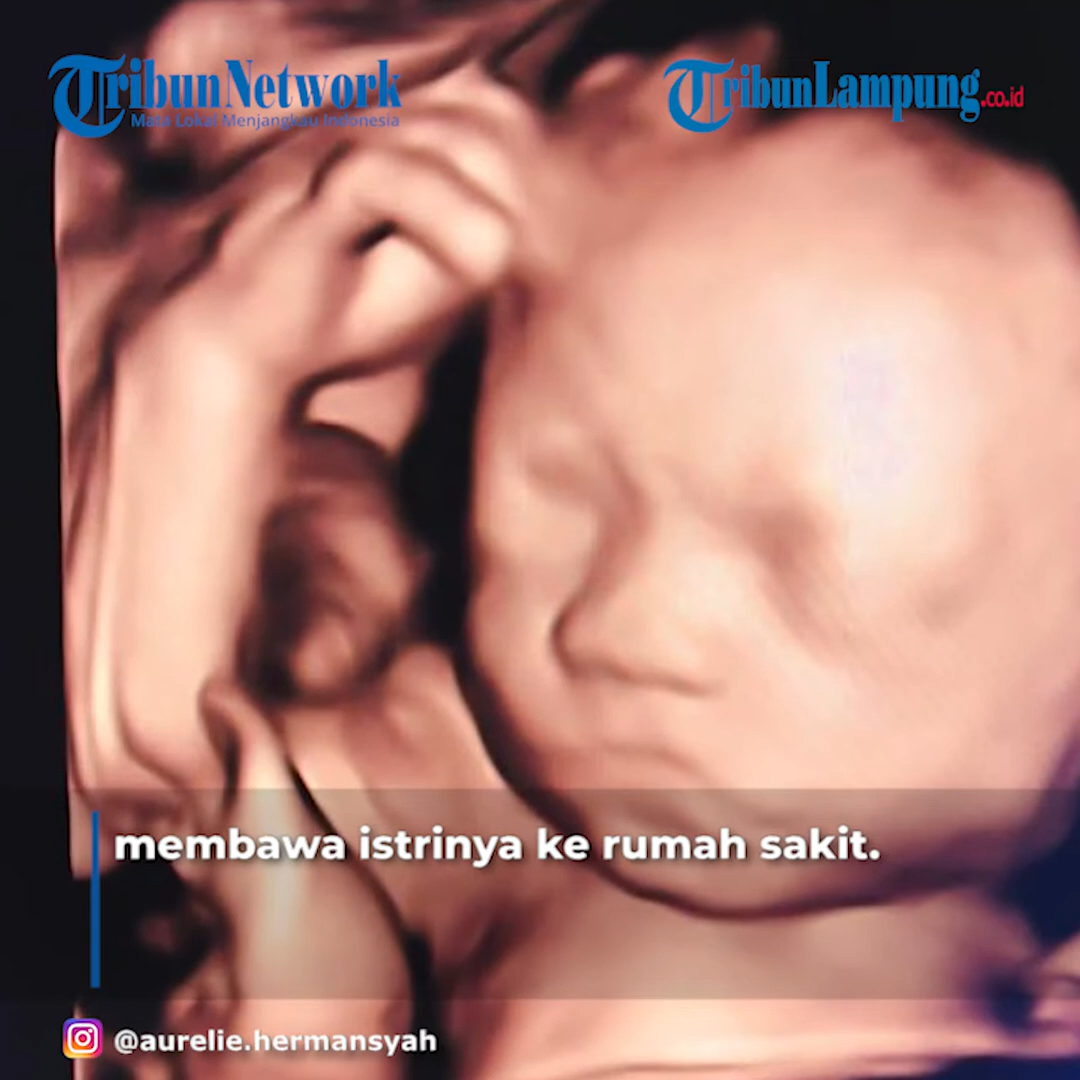 TribunNetwork
Mata Lokal Menjangkau Indonesia
TribunLampung.co.id
membawa istrinya ke rumah sakit.
@aurelie.hermansyah